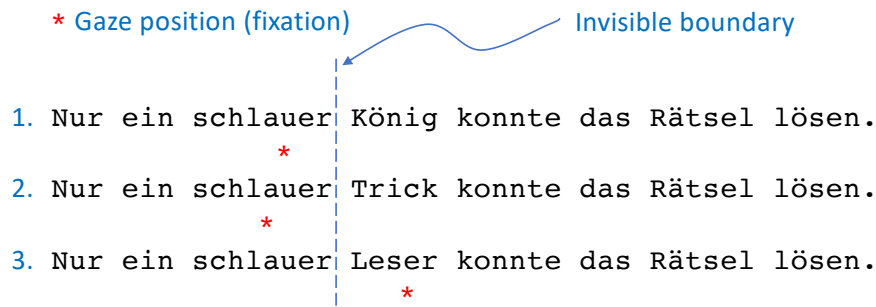 * Gaze position (fixation) Invisible boundary
1. Nur ein schlauer König konnte das Rätsel lösen.
*
2. Nur ein schlauer Trick konnte das Rätsel lösen.
*
3. Nur ein schlauer Leser konnte das Rätsel lösen.
*